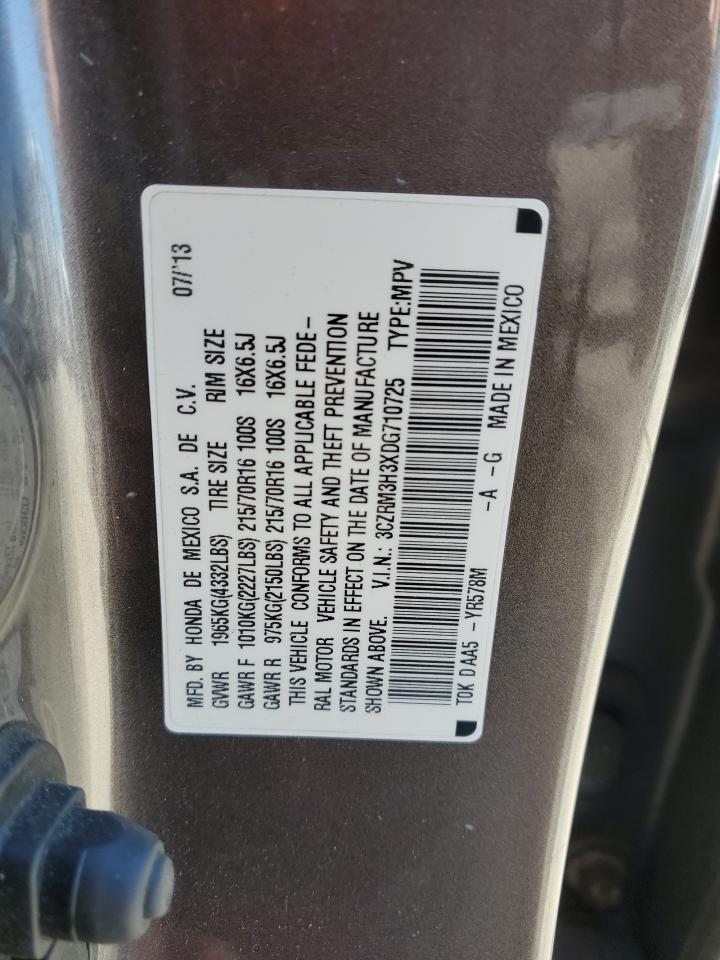 MFD. BY HONDA DE MEXICO S.A. DE C.V. 07/'13
GVWR 1965KG(4332LBS) TIRE SIZE RIM SIZE
GAWR F 1010KG(2227LBS) 215/70R16 100S 16X6.5J
GAWR R 975KG(2150LBS) 215/70R16 100S 16X6.5J
THIS VEHICLE CONFORMS TO ALL APPLICABLE FEDE-
RAL MOTOR VEHICLE SAFETY AND THEFT PREVENTION
STANDARDS IN EFFECT ON THE DATE OF MANUFACTURE
SHOWN ABOVE. V.I.N.: 3CZRM3H3XDG710725 TYPE:MPV
T0K DAA5 -YR578M -A -G MADE IN MEXICO